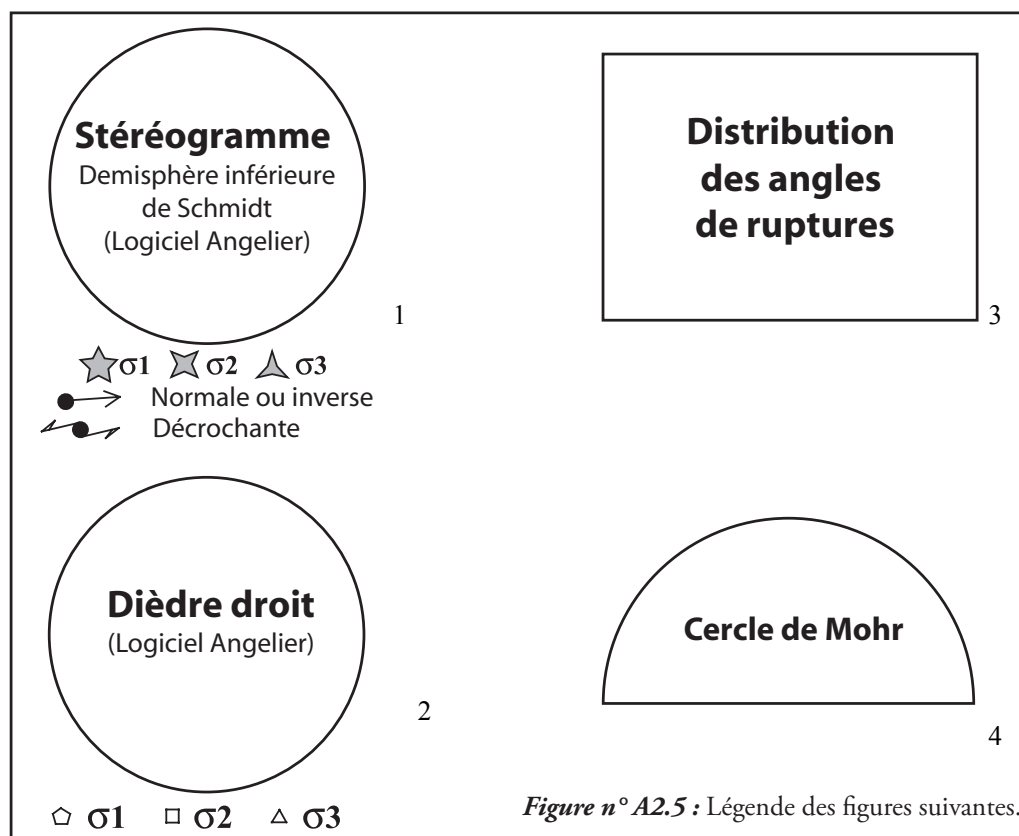 Stéréogramme
Demisphère inférieure
de Schmidt
(Logiciel Angelier)
1
σ1 σ2 σ3
Normale ou inverse
Décrochante
Distribution
des angles
de ruptures
3
Dièdre droit
(Logiciel Angelier)
2
σ1 σ2 σ3
Cercle de Mohr
4
Figure n° A2.5 : Légende des figures suivantes.